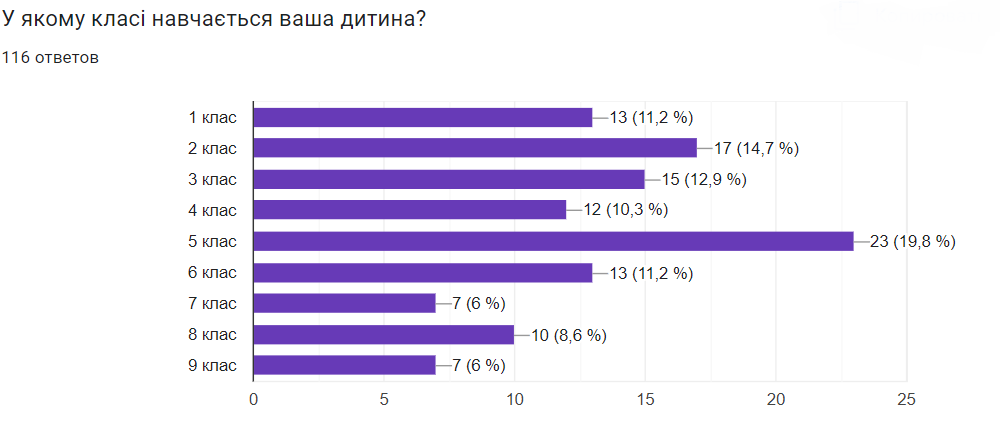 У якому класі навчається ваша дитина?
116 ответов
1 клас 13 (11,2 %)
2 клас 17 (14,7 %)
3 клас 15 (12,9 %)
4 клас 12 (10,3 %)
5 клас 23 (19,8 %)
6 клас 13 (11,2 %)
7 клас 7 (6 %)
8 клас 10 (8,6 %)
9 клас 7 (6 %)
0 5 10 15 20 25